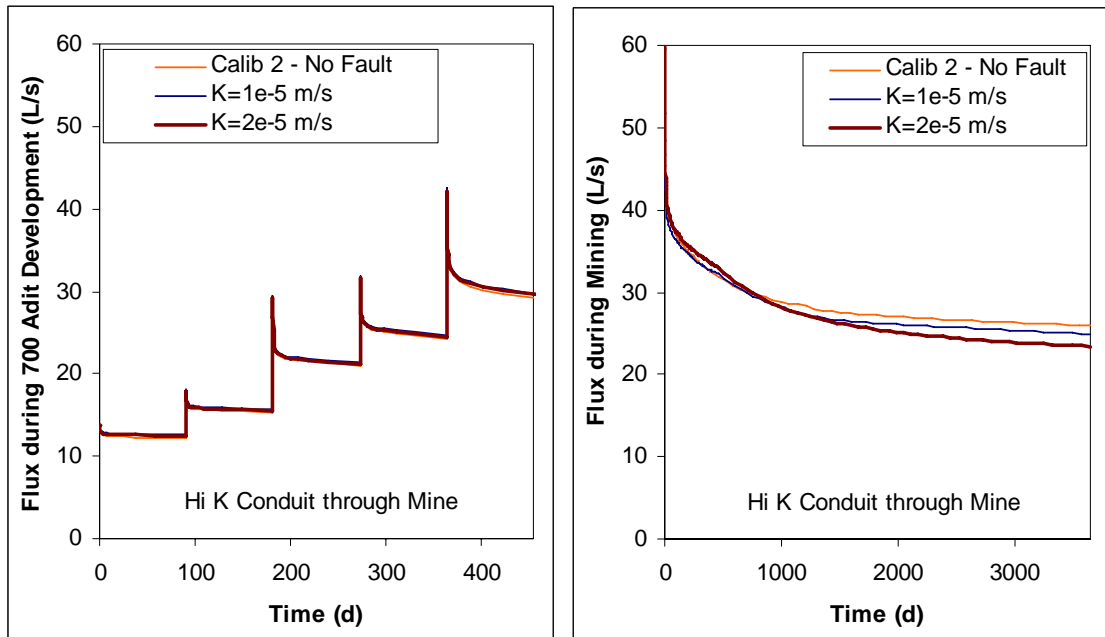 60
50
40
30
20
10
0
Flux during 700 Adit Development (L/s)
Calib 2 - No Fault
K=1e-5 m/s
K=2e-5 m/s
Hi K Conduit through Mine
0 100 200 300 400
Time (d)
60
50
40
30
20
10
0
Flux during Mining (L/s)
Calib 2 - No Fault
K=1e-5 m/s
K=2e-5 m/s
Hi K Conduit through Mine
0 1000 2000 3000
Time (d)